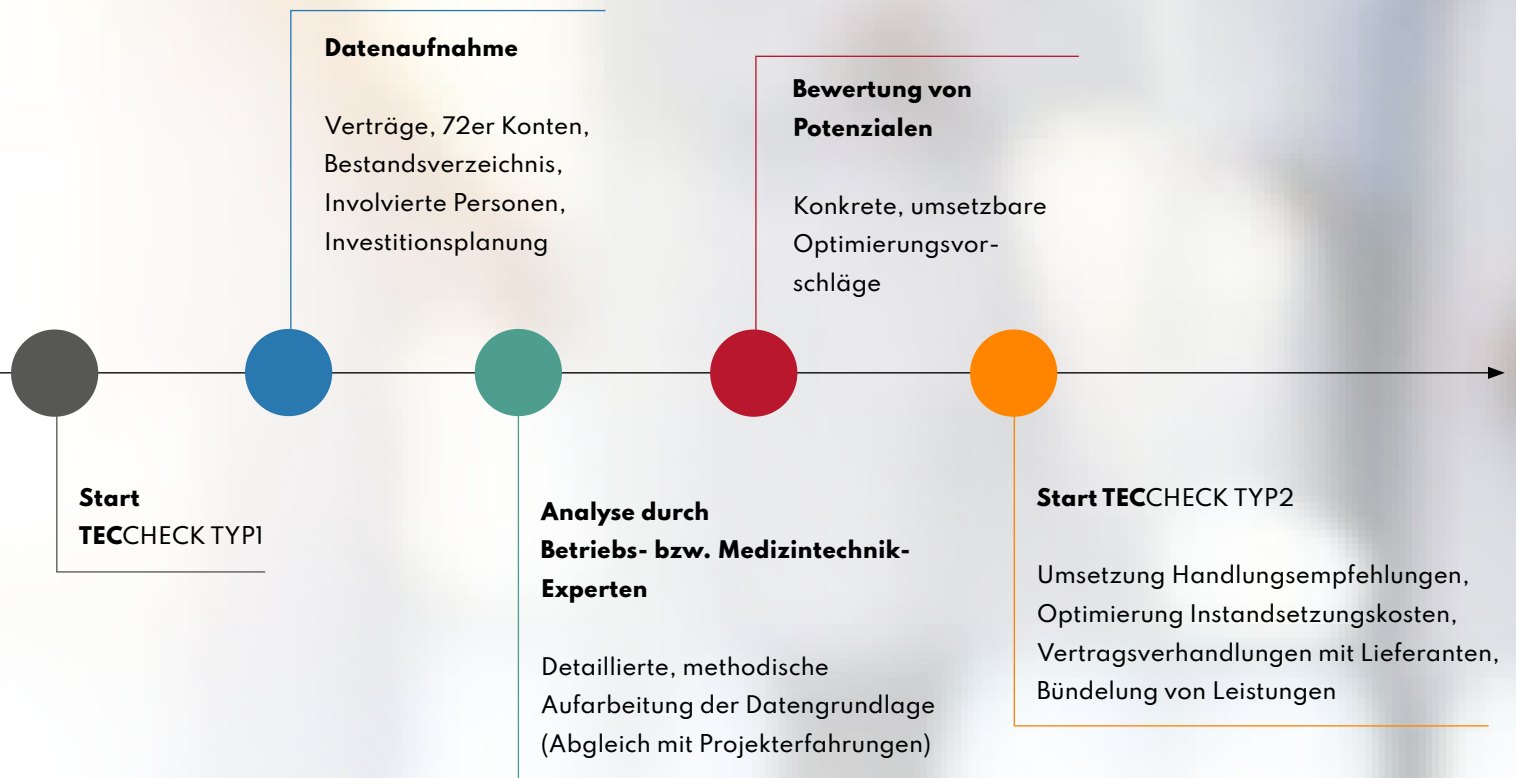 Start
TECCHECK TYP1
Datenaufnahme
Verträge, 72er Konten,
Bestandsverzeichnis,
Involvierte Personen,
Investitionsplanung
Analyse durch
Betriebs- bzw. Medizintechnik-
Experten
Detaillierte, methodische
Aufarbeitung der Datengrundlage
(Abgleich mit Projekterfahrungen)
Bewertung von
Potenzialen
Konkrete, umsetzbare
Optimierungsvor-
schläge
Start TECCHECK TYP2
Umsetzung Handlungsempfehlungen,
Optimierung Instandsetzungskosten,
Vertragsverhandlungen mit Lieferanten,
Bündelung von Leistungen